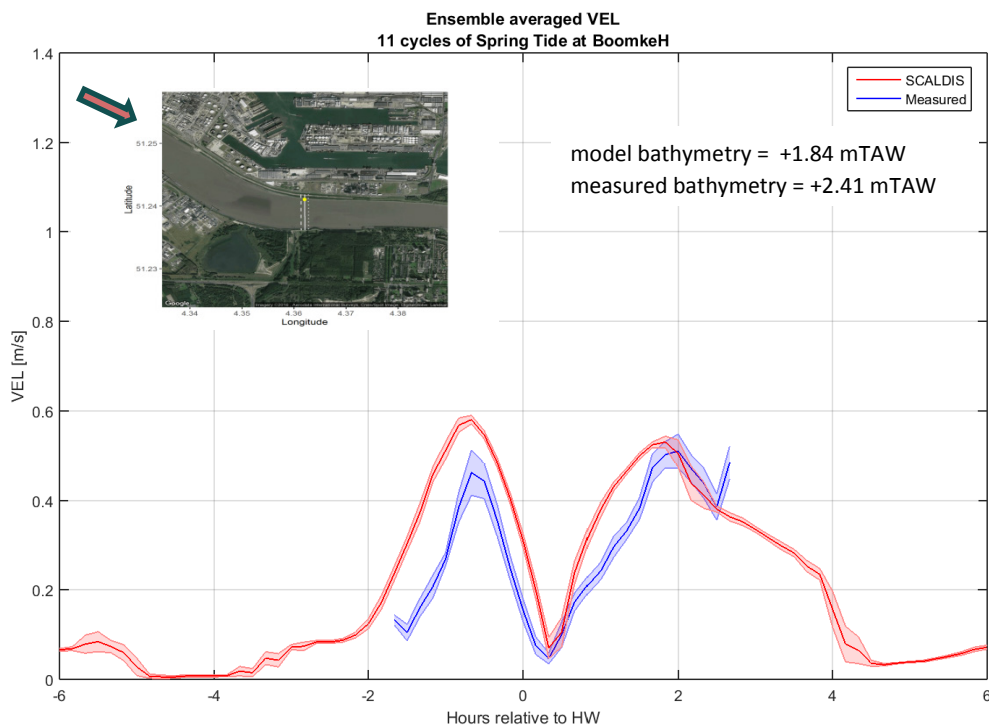 Ensemble averaged VEL
11 cycles of Spring Tide at BoomkeH
1.4
1.2
1
0.8
0.6
0.4
0.2
0
VEL [m/s]
SCALDIS
Measured
model bathymetry = +1.84 mTAW
measured bathymetry = +2.41 mTAW
51.25
51.24
51.23
Latitude
Google
4.34
4.35
4.36
4.37
4.38
Longitude
-6
-4
-2
0
2
4
6
Hours relative to HW